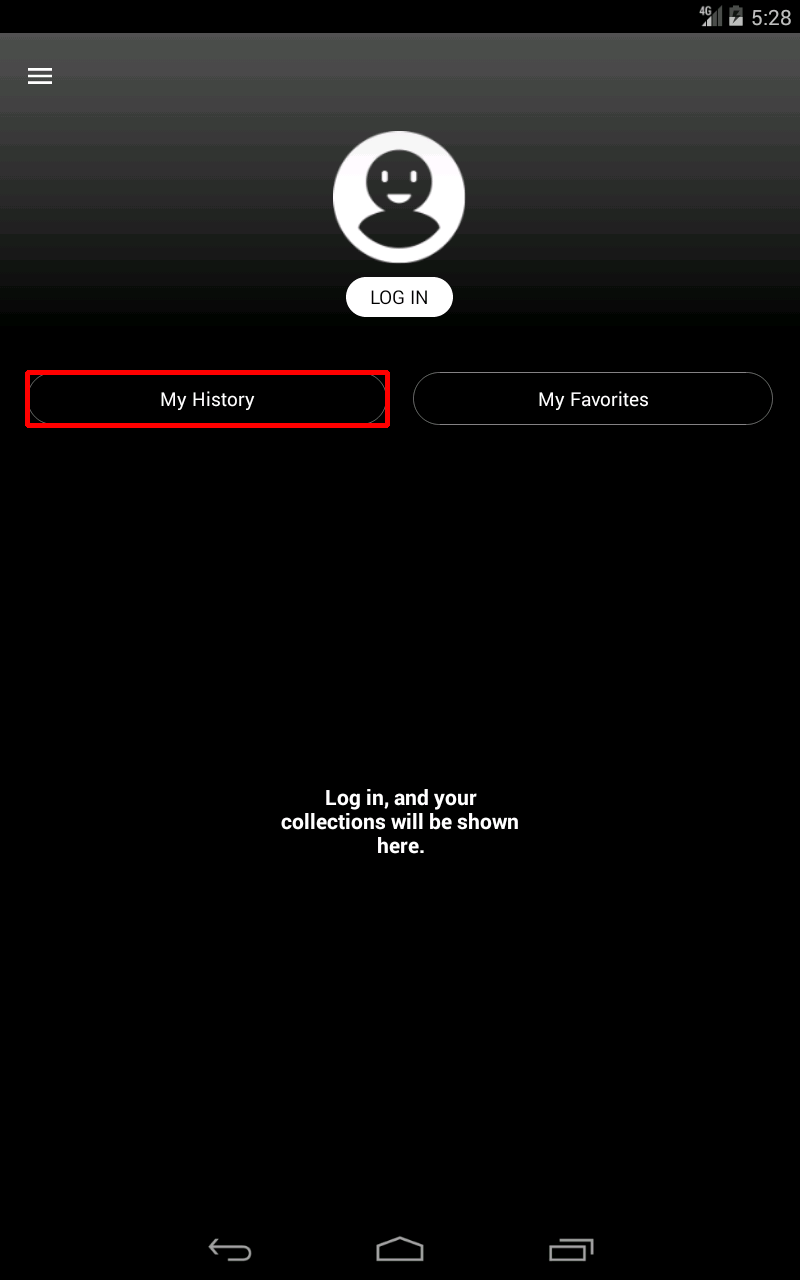 4G 5:28
LOG IN
My History
My Favorites
Log in, and your
collections will be shown
here.